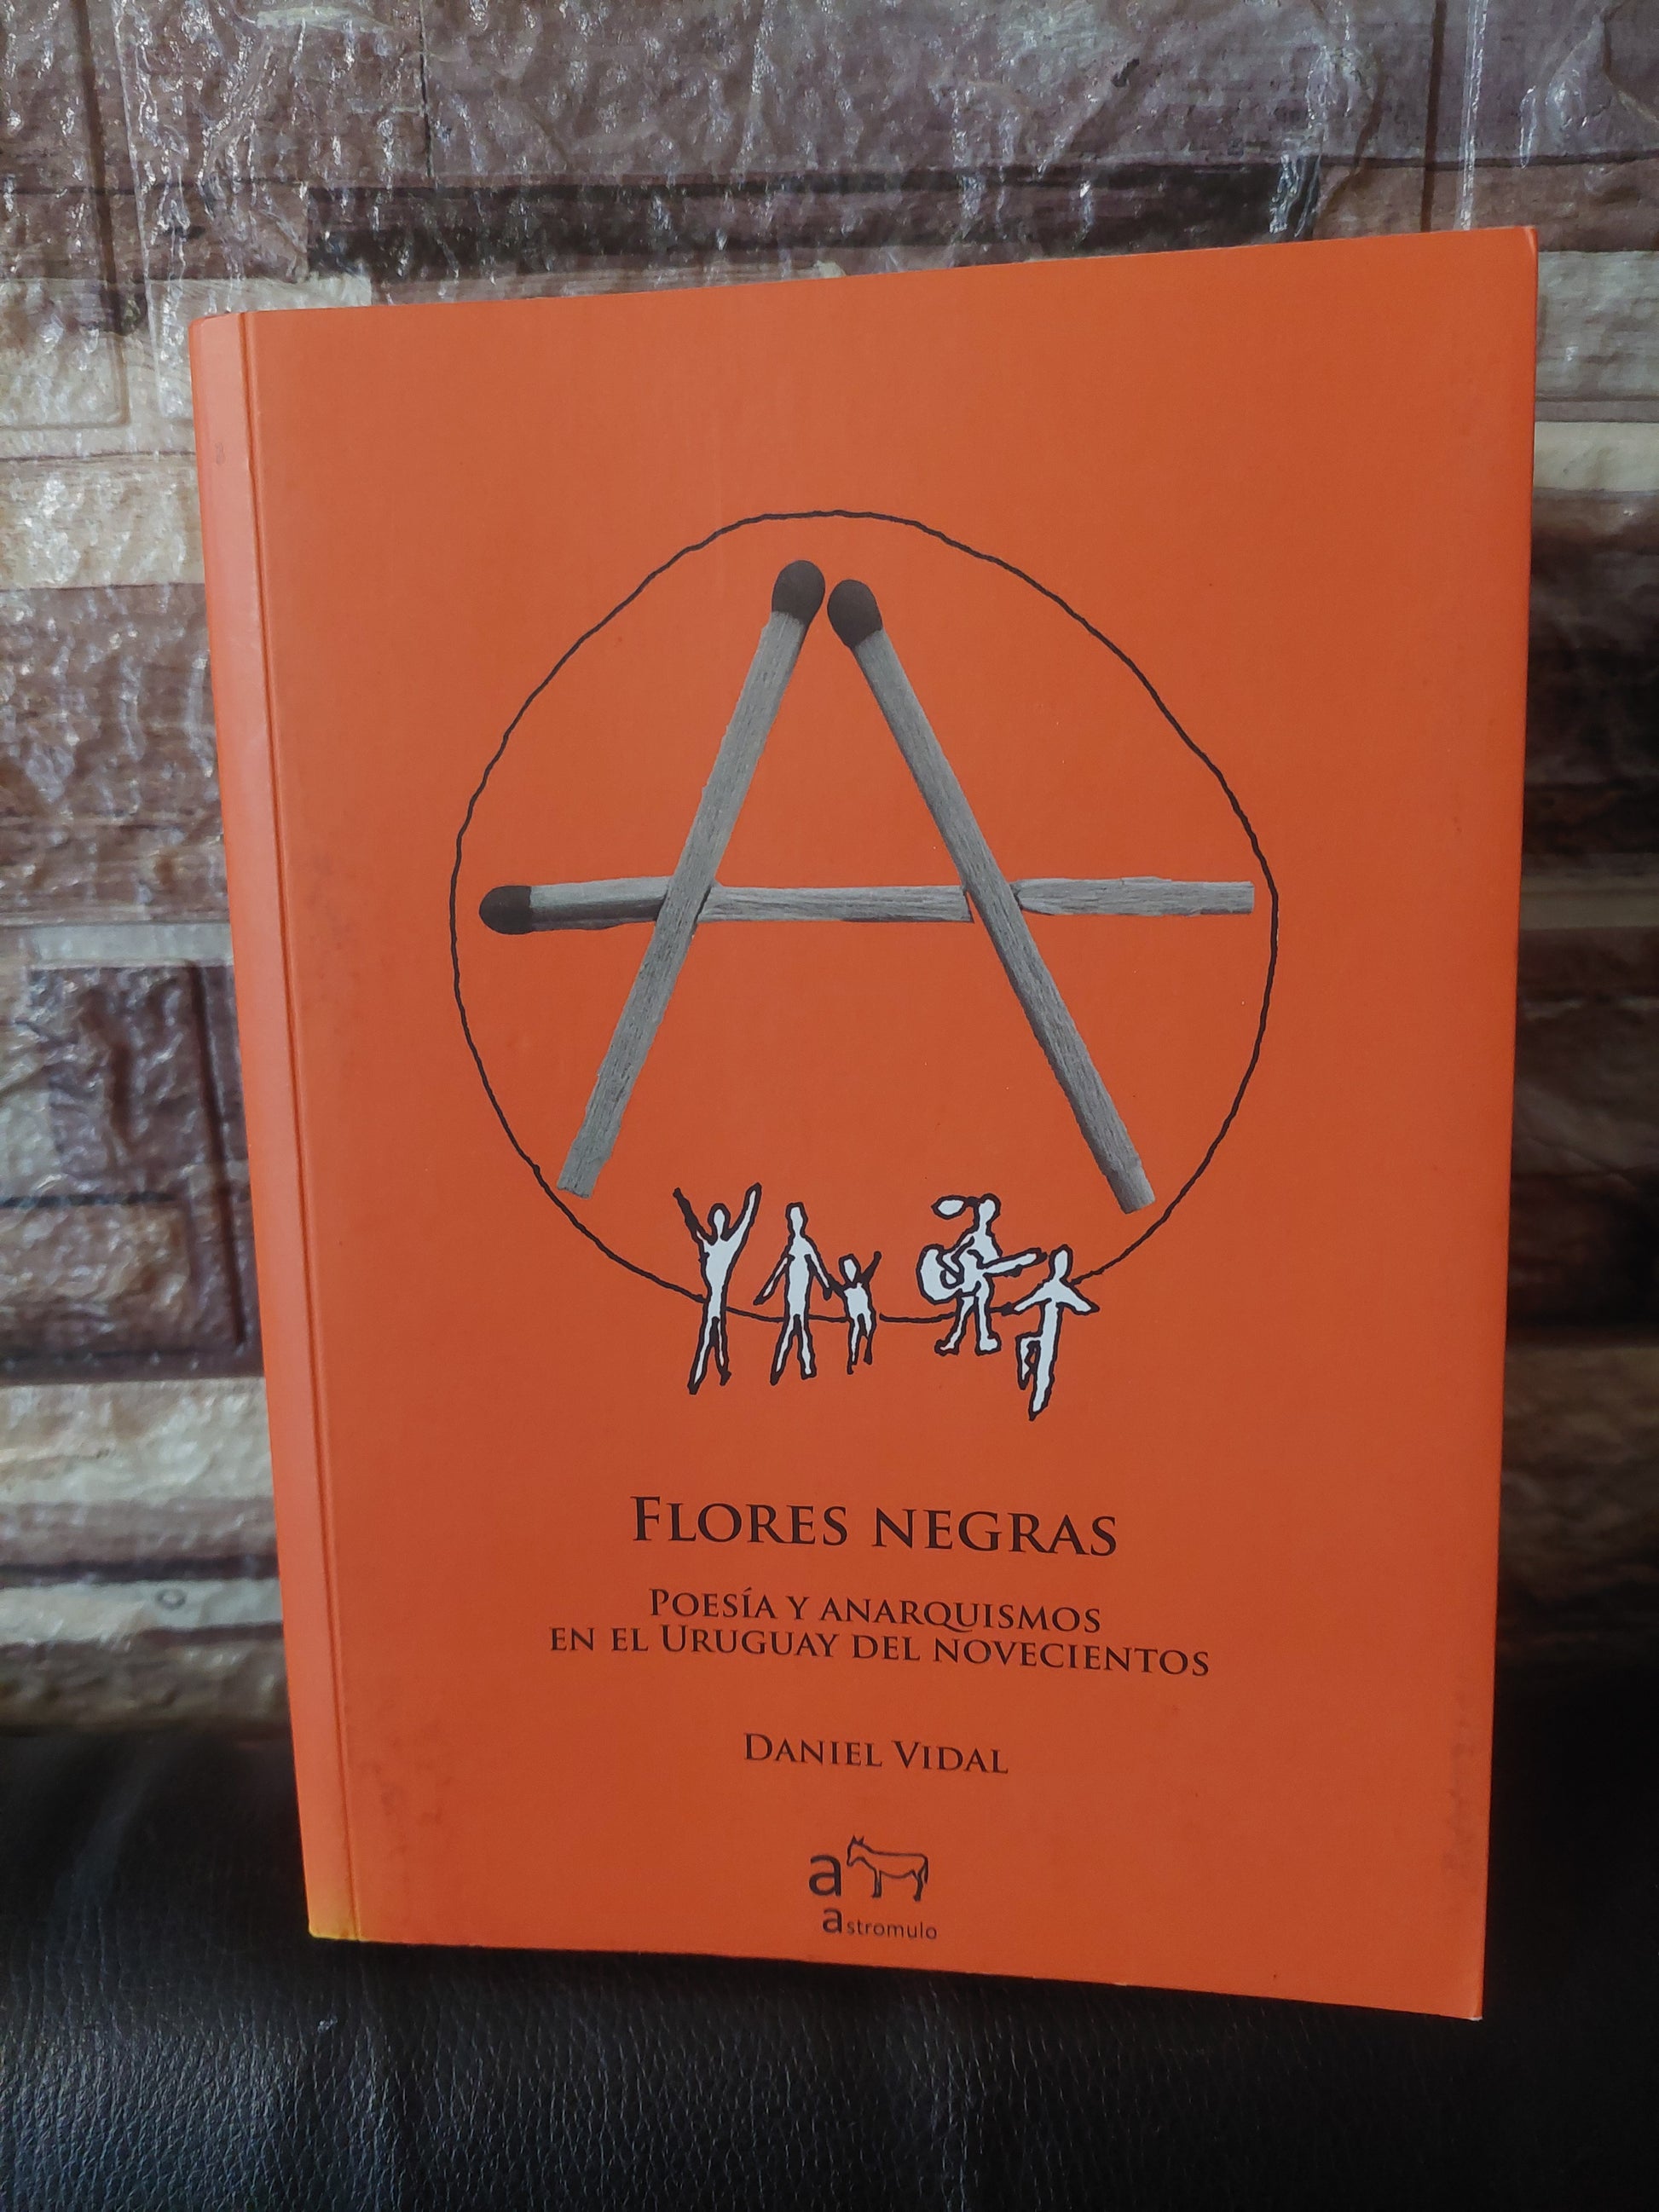 FLORES NEGRAS
POESÍA Y ANARQUISMOS
EN EL URUGUAY DEL NOVECIENTOS
DANIEL VIDAL
a
astromulo